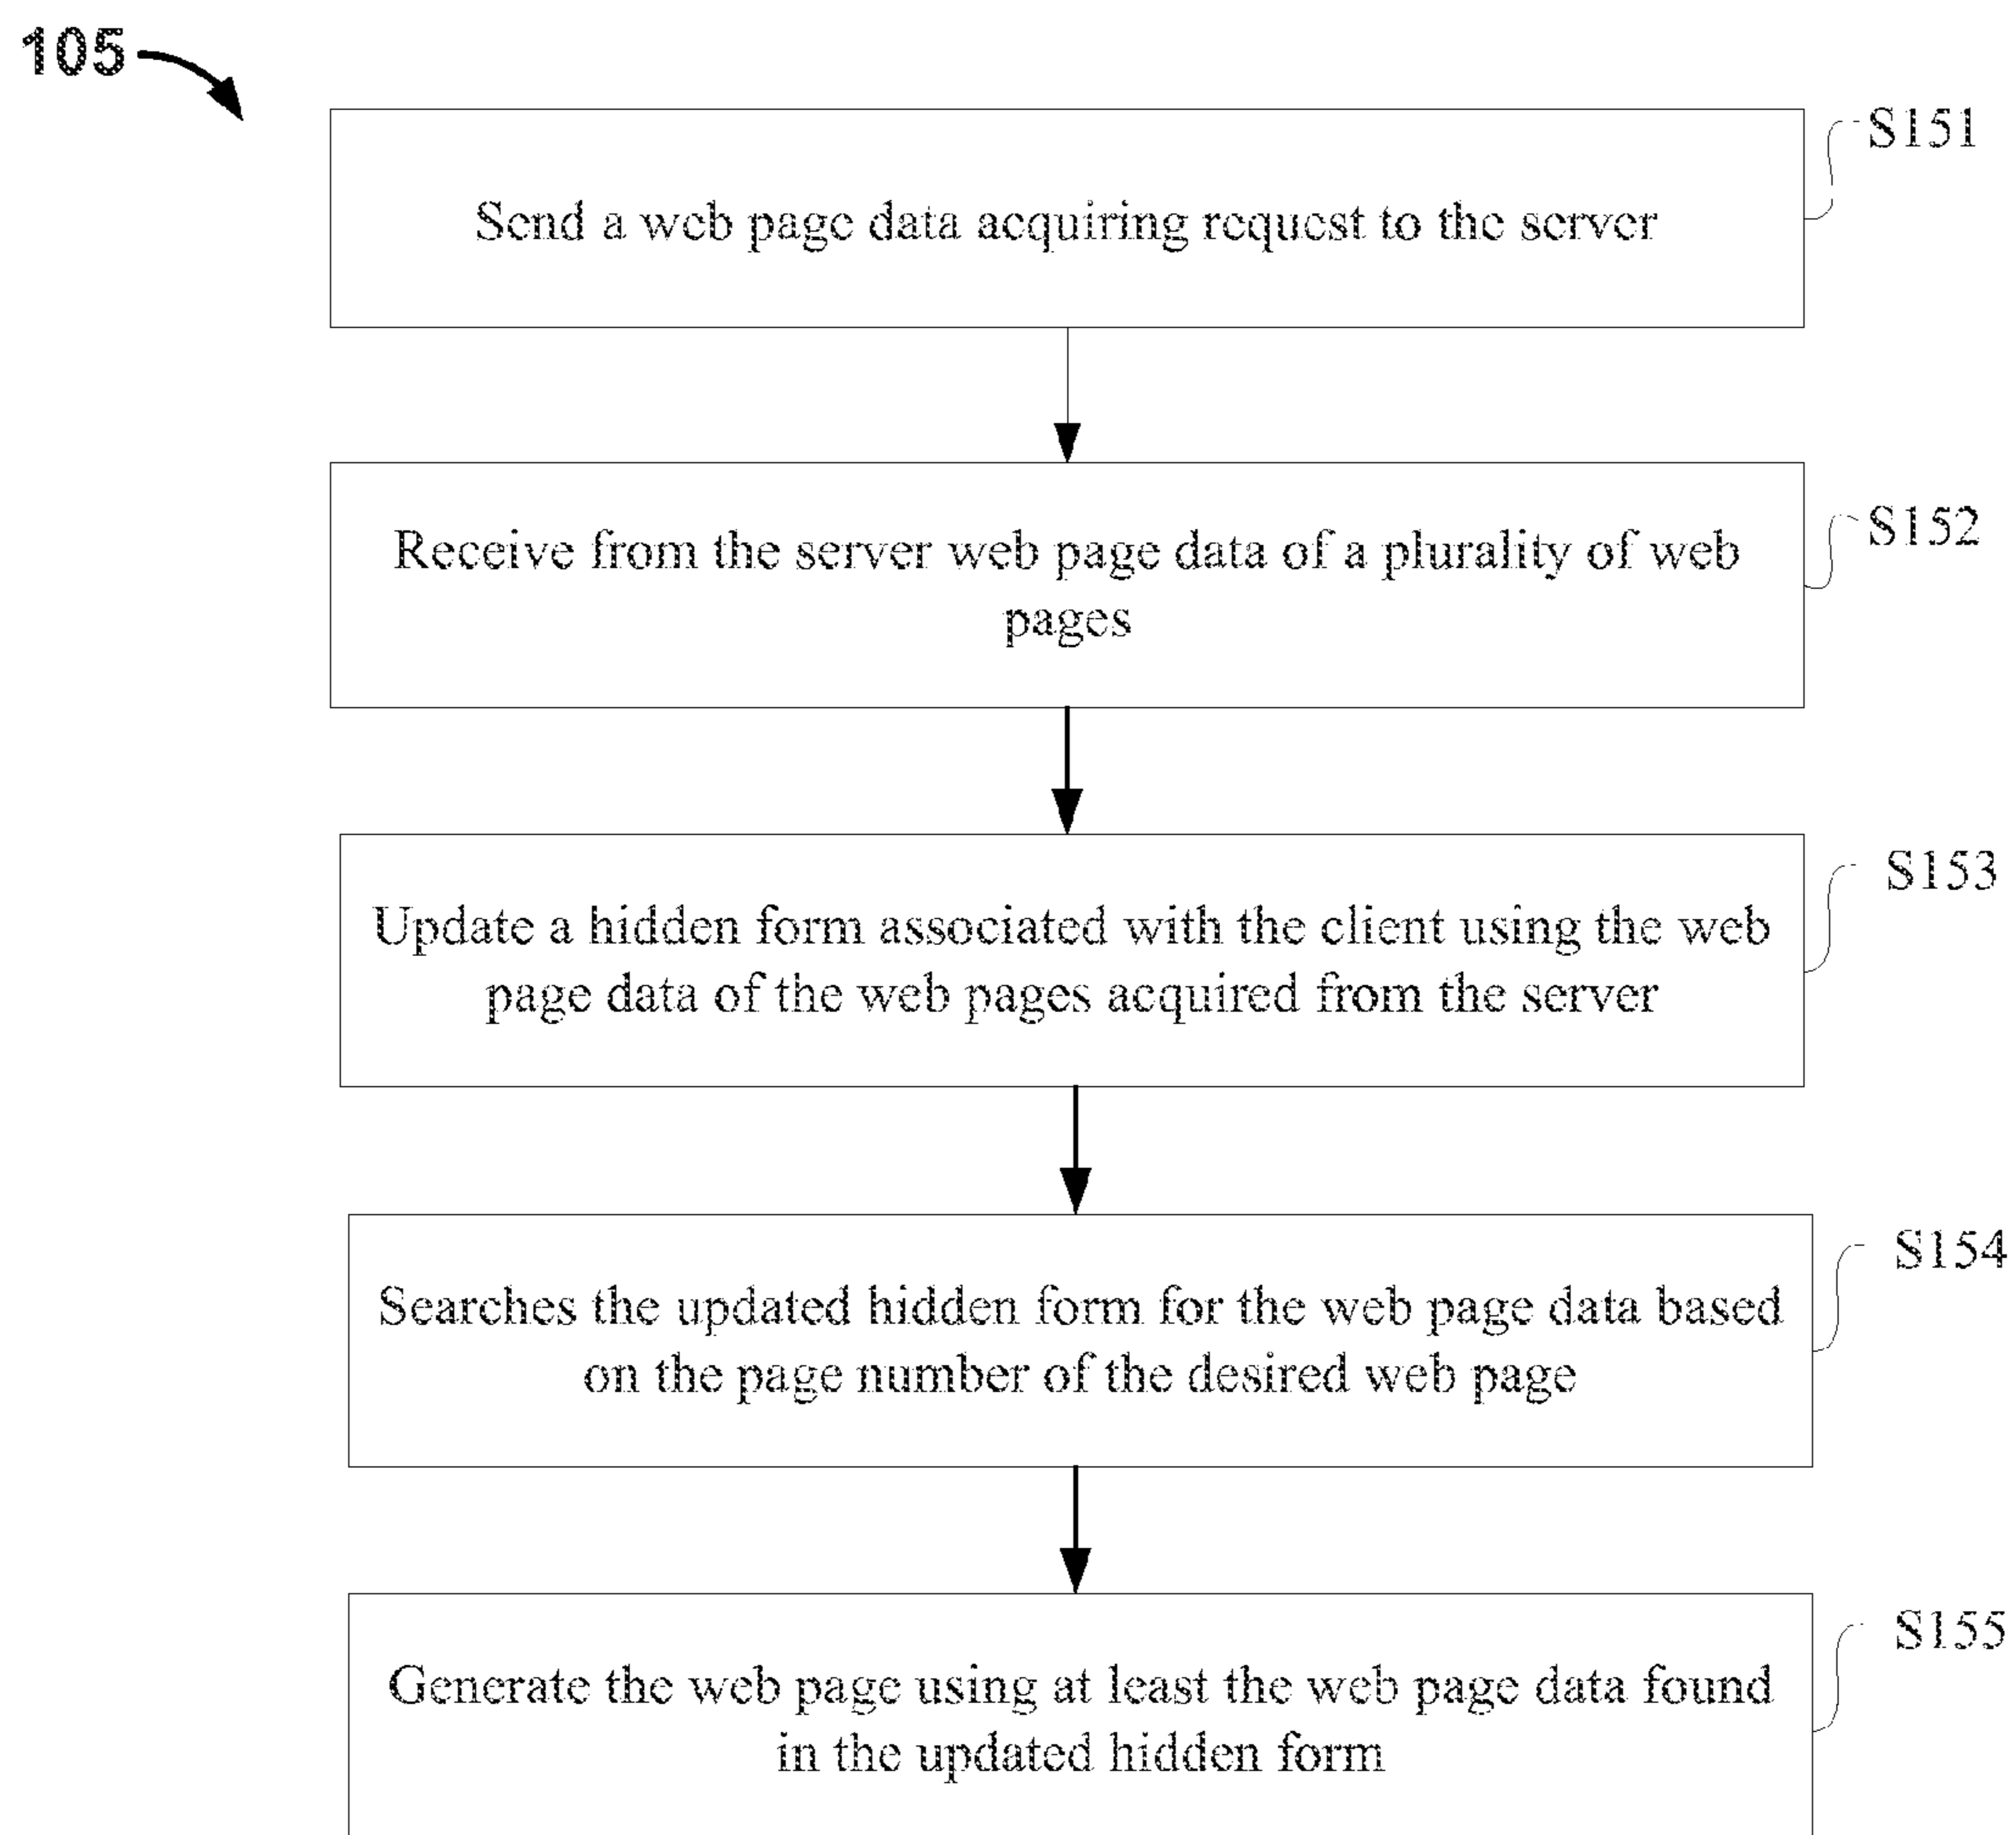 105
S151
Send a web page data acquiring request to the server
S152
Receive from the server web page data of a plurality of web
pages
S153
Update a hidden form associated with the client using the web
page data of the web pages acquired from the server
S154
Searches the updated hidden form for the web page data based
on the page number of the desired web page
S155
Generate the web page using at least the web page data found
in the updated hidden form